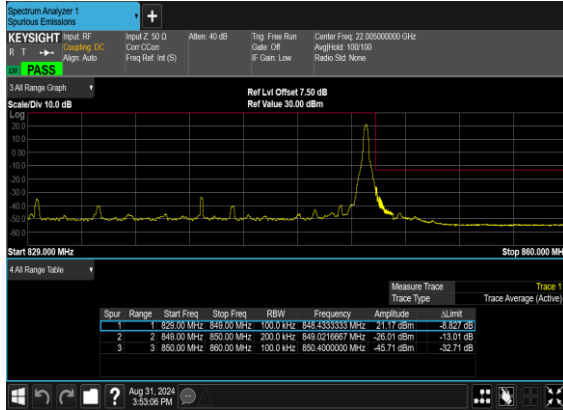 Spectrum Analyzer 1
Spurious Emissions
+
KEYSIGHT Input: RF Input Z: 50 Ω Atten: 40 dB Trig: Free Run Center Freq: 22.005000000 GHz
R T Coupling: DC Corr CCorr Gate: Off Avg|Hold: 100/100
Align: Auto Freq Ref: Int (S) IF Gain: Low Radio Std: None
PASS
3 All Range Graph
Ref Lvl Offset 7.50 dB
Scale/Div 10.0 dB Ref Value 30.00 dBm
Log
20.0
10.0
0.00
-10.0
-20.0
-30.0
-40.0
-50.0
-60.0
Start 829.000 MHz Stop 860.000 MH
4 All Range Table
Measure Trace Trace 1
Trace Type Trace Average (Active)
Spur Range Start Freq Stop Freq RBW Frequency Amplitude ΔLimit
1 1 829.00 MHz 849.00 MHz 100.0 kHz 848.4333333 MHz 21.17 dBm -8.827 dB
2 2 849.00 MHz 850.00 MHz 200.0 kHz 849.0216667 MHz -26.01 dBm -13.01 dB
3 3 850.00 MHz 860.00 MHz 100.0 kHz 850.4000000 MHz -45.71 dBm -32.71 dB
? Aug 31, 2024
3:53:06 PM